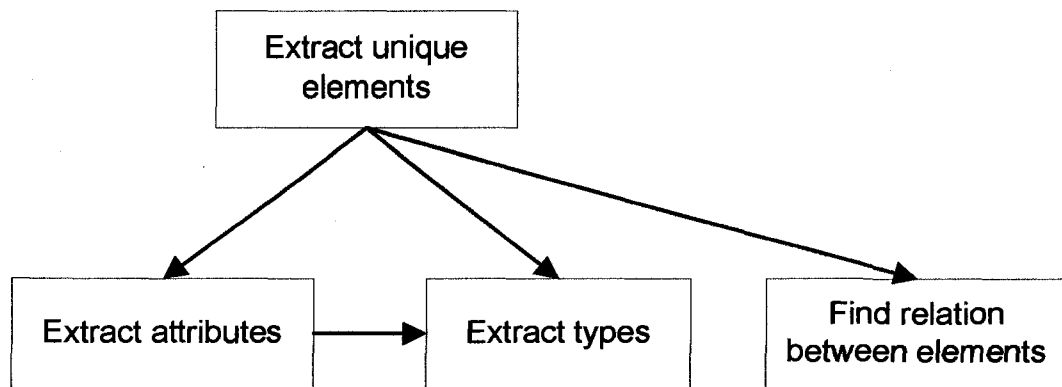 Extract unique
elements
Extract attributes
Extract types
Find relation
between elements